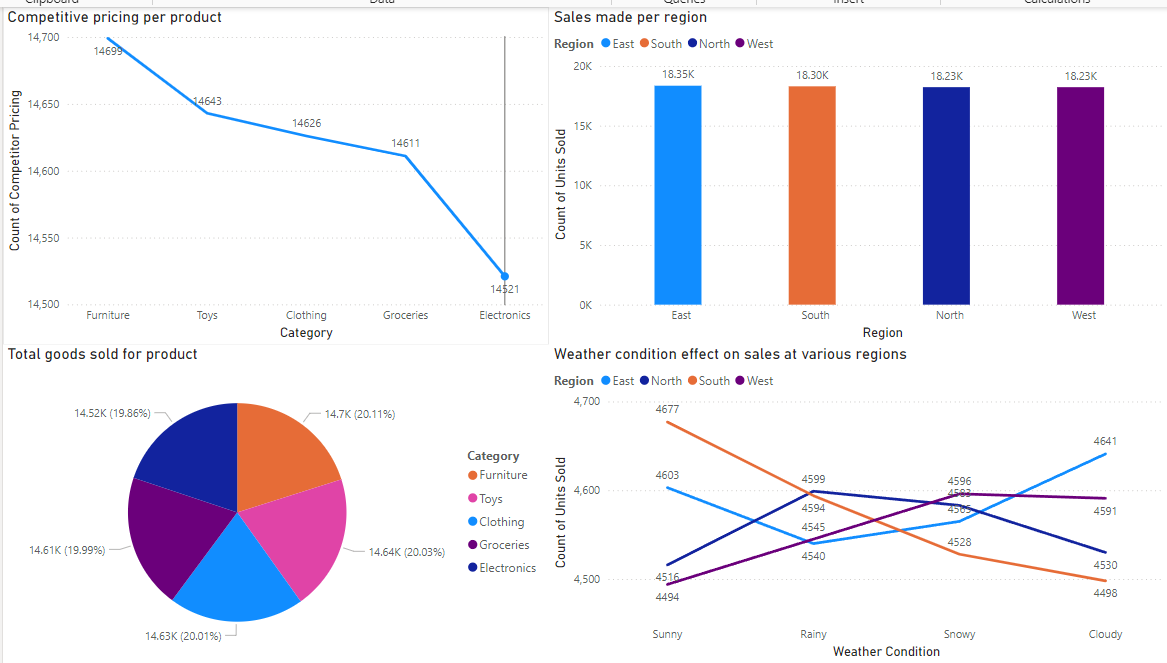 Clipboard Data Queries Insert Calculations
Competitive pricing per product
14,700
14,650
14,600
14,550
14,500
Count of Competitor Pricing
14699
14643
14626
14611
14521
Furniture Toys Clothing Groceries Electronics
Category
Sales made per region
Region East South North West
20K
15K
10K
5K
0K
Count of Units Sold
18.35K 18.30K 18.23K 18.23K
East South North West
Region
Total goods sold for product
14.52K (19.86%)
14.7K (20.11%)
14.61K (19.99%)
14.64K (20.03%)
14.63K (20.01%)
Category
Furniture
Toys
Clothing
Groceries
Electronics
Weather condition effect on sales at various regions
Region East North South West
4,700
4,600
4,500
Count of Units Sold
4677
4603
4516
4494
4599
4594
4545
4540
4596
4583
4565
4528
4641
4591
4530
4498
Sunny Rainy Snowy Cloudy
Weather Condition